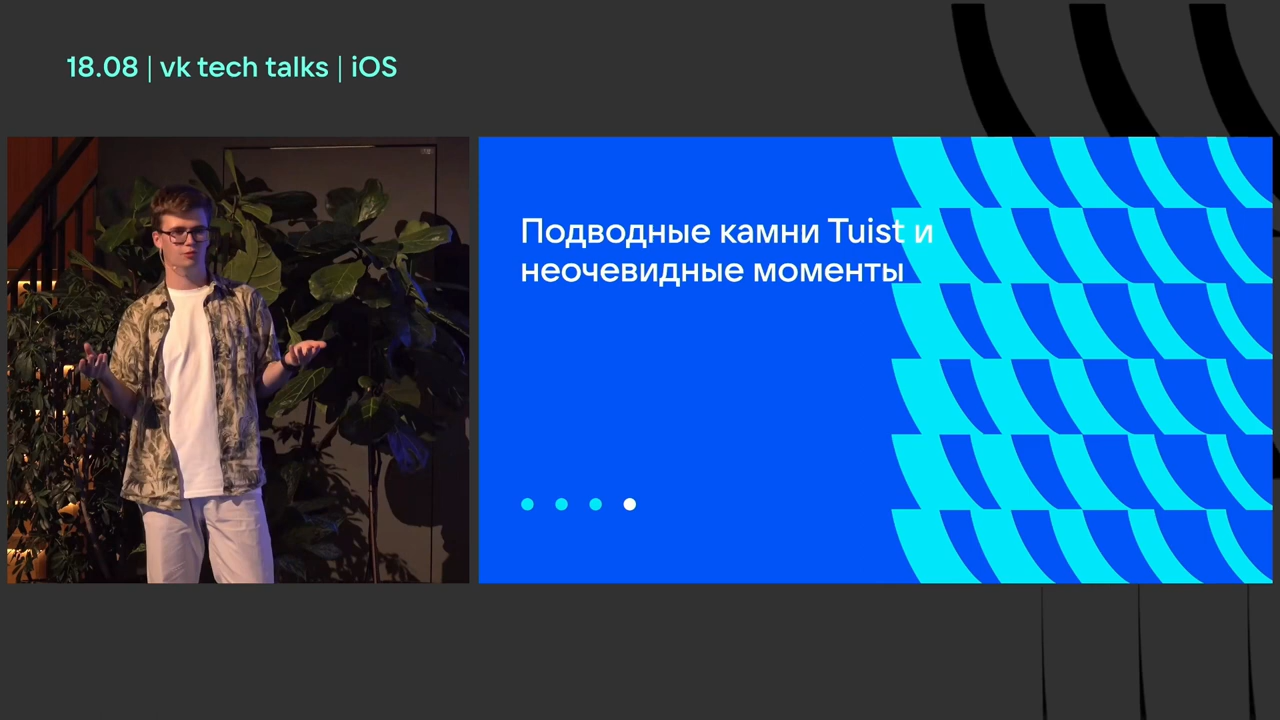 18.08 | vk tech talks | iOS
Подводные камни Tuist и
неочевидные моменты